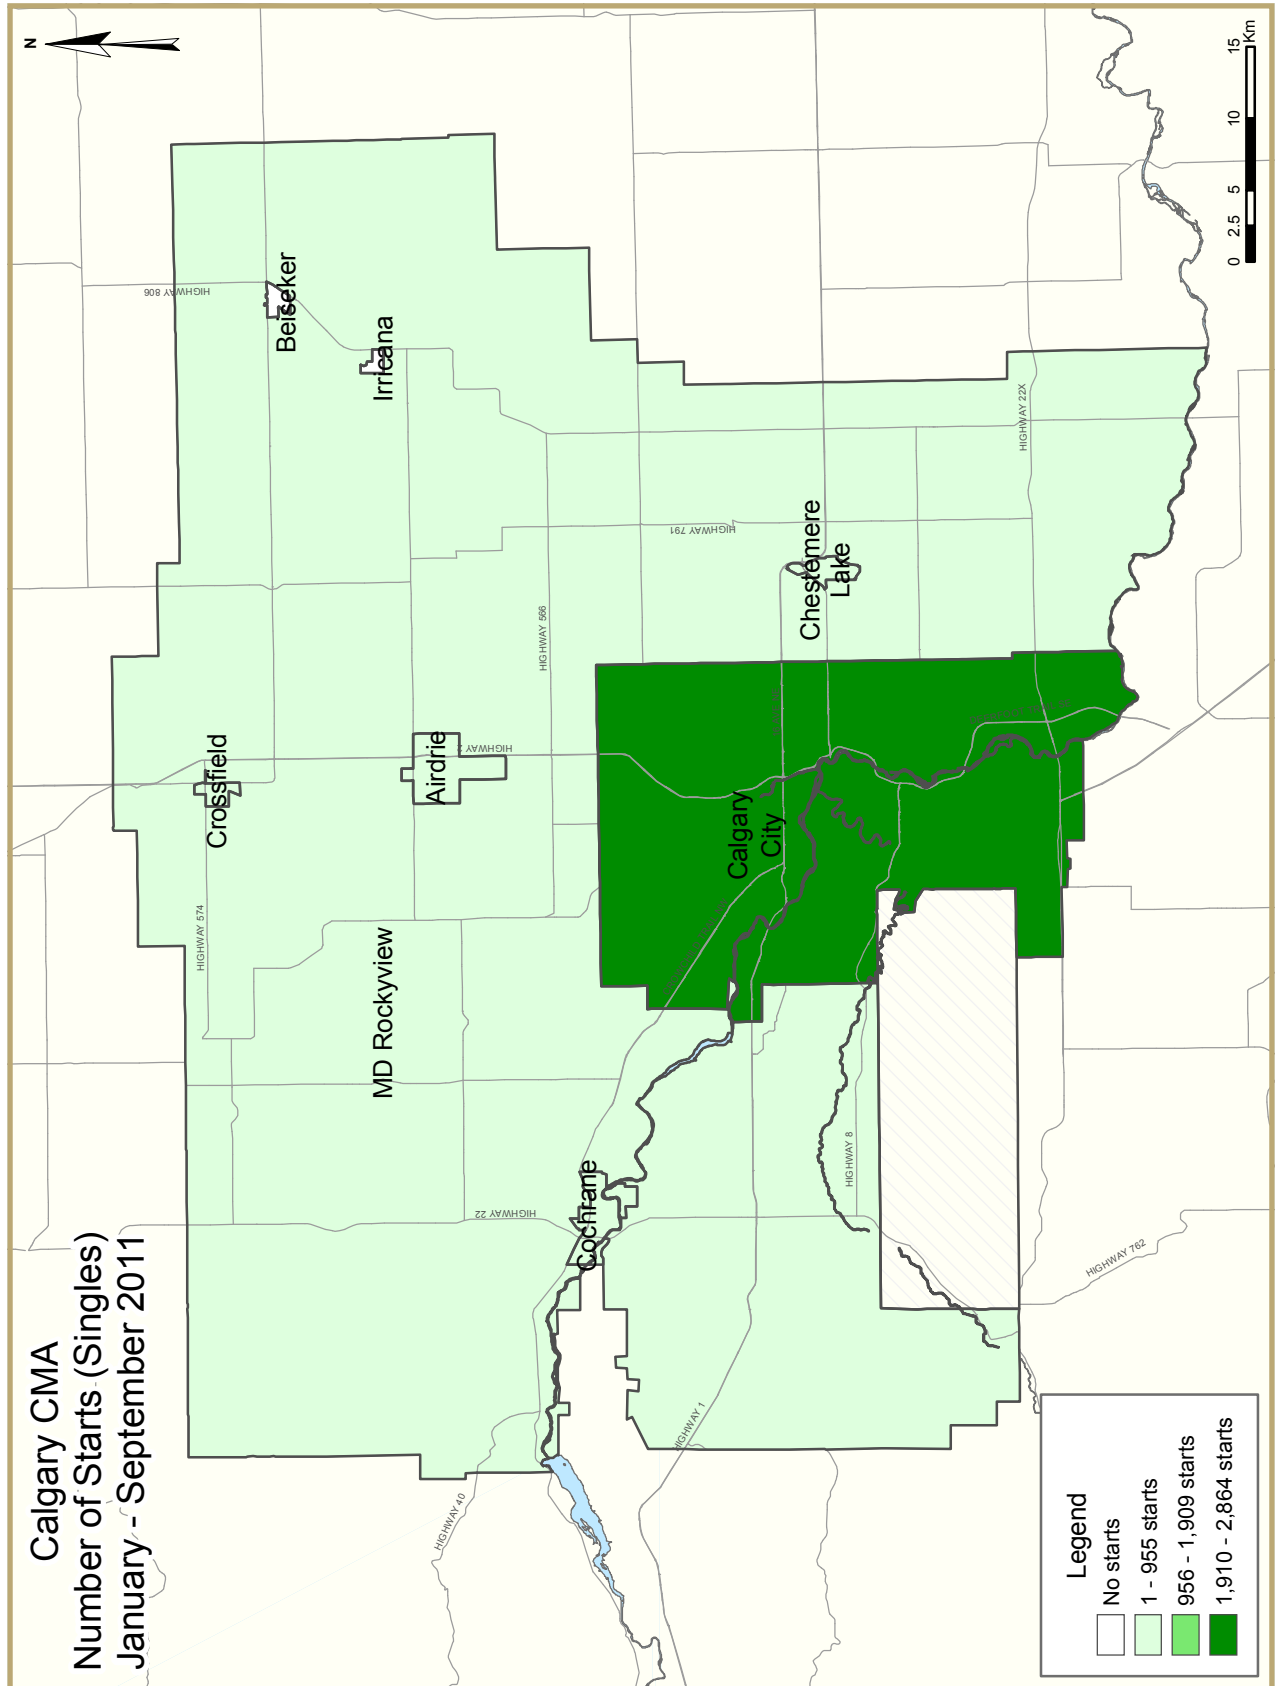 Calgary CMA
Number of Starts (Singles)
January - September 2011
N
HIGHWAY 806
Beiseker
Irricana
HIGHWAY 574
Crossfield
Airdrie
HIGHWAY 2
HIGHWAY 566
HIGHWAY 791
HIGHWAY 22X
MD Rockyview
Chestemere
Lake
Calgary
City
Cochrane
HIGHWAY 22
HIGHWAY 8
HIGHWAY 40
HIGHWAY 1
HIGHWAY 762
Legend
No starts
1 - 955 starts
956 - 1,909 starts
1,910 - 2,864 starts
0 2.5 5 10 15
Km